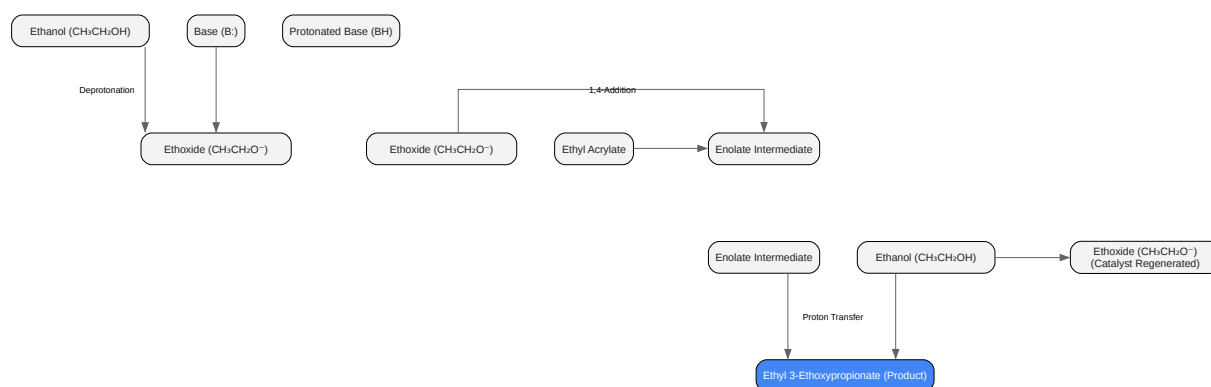 Ethanol (CH₃CH₂OH)
Base (B:)
Protonated Base (BH)
Deprotonation
1,4-Addition
Ethoxide (CH₃CH₂O⁻)
Ethoxide (CH₃CH₂O⁻)
Ethyl Acrylate
Enolate Intermediate
Enolate Intermediate
Ethanol (CH₃CH₂OH)
Ethoxide (CH₃CH₂O⁻)
(Catalyst Regenerated)
Proton Transfer
Ethyl 3-Ethoxypropionate (Product)